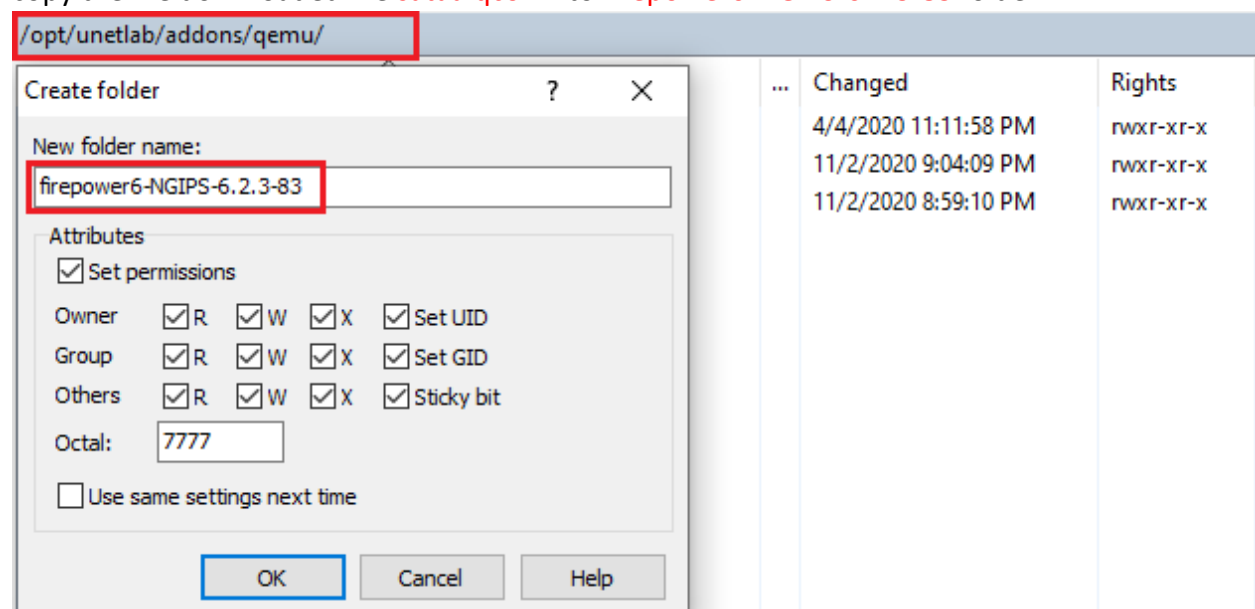 /opt/unetlab/addons/qemu/
Create folder ? X
... Changed Rights
New folder name:
4/4/2020 11:11:58 PM rwxr-xr-x
firepower6-NGIPS-6.2.3-83
11/2/2020 9:04:09 PM rwxr-xr-x
11/2/2020 8:59:10 PM rwxr-xr-x
Attributes
Set permissions
Owner R W X Set UID
Group R W X Set GID
Others R W X Sticky bit
Octal: 7777
Use same settings next time
OK Cancel Help